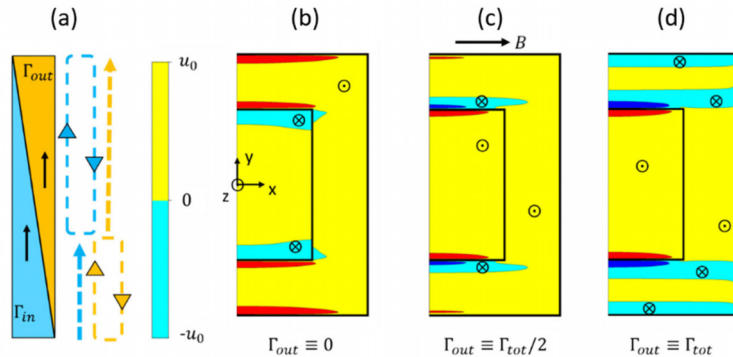 (a)
(b)
(c)
(d)
B
Γout
Γin
u0
0
-u0
y
z
x
Γout ≡ 0
Γout ≡ Γtot/2
Γout ≡ Γtot